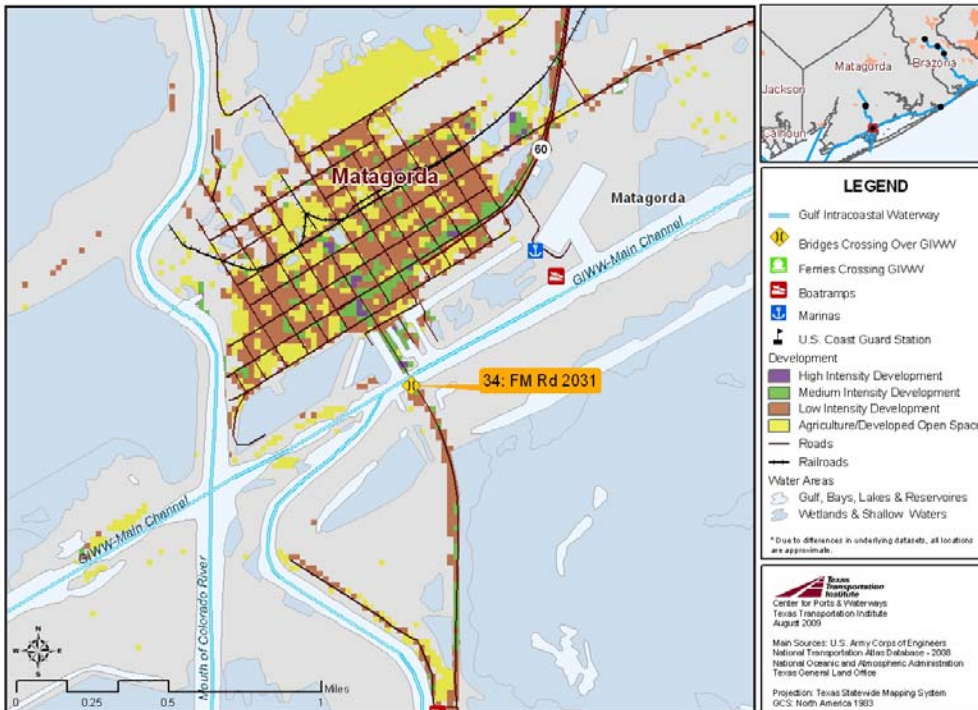 Matagorda
60
Matagorda
GIWW-Main Channel
34: FM Rd 2031
GIWW-Main Channel
Mouth of Colorado River
N
W
E
S
Miles
0
0.25
0.5
1
Matagorda
Brazoria
Jackson
Calhoun
LEGEND
Gulf Intracoastal Waterway
Bridges Crossing Over GIWW
Ferries Crossing GIWW
Boatramps
Marinas
U.S. Coast Guard Station
Development
High Intensity Development
Medium Intensity Development
Low Intensity Development
Agriculture/Developed Open Space
Roads
Railroads
Water Areas
Gulf, Bays, Lakes & Reservoires
Wetlands & Shallow Waters
* Due to differences in underlying datasets, all locations
are approximate.
Texas
Transportation
Institute
Center for Ports & Waterways
Texas Transportation Institute
August 2009
Main Sources: U.S. Army Corps of Engineers
National Transportation Atlas Database - 2008
National Oceanic and Atmospheric Administration
Texas General Land Office
Projection: Texas Statewide Mapping System
GCS: North America 1983